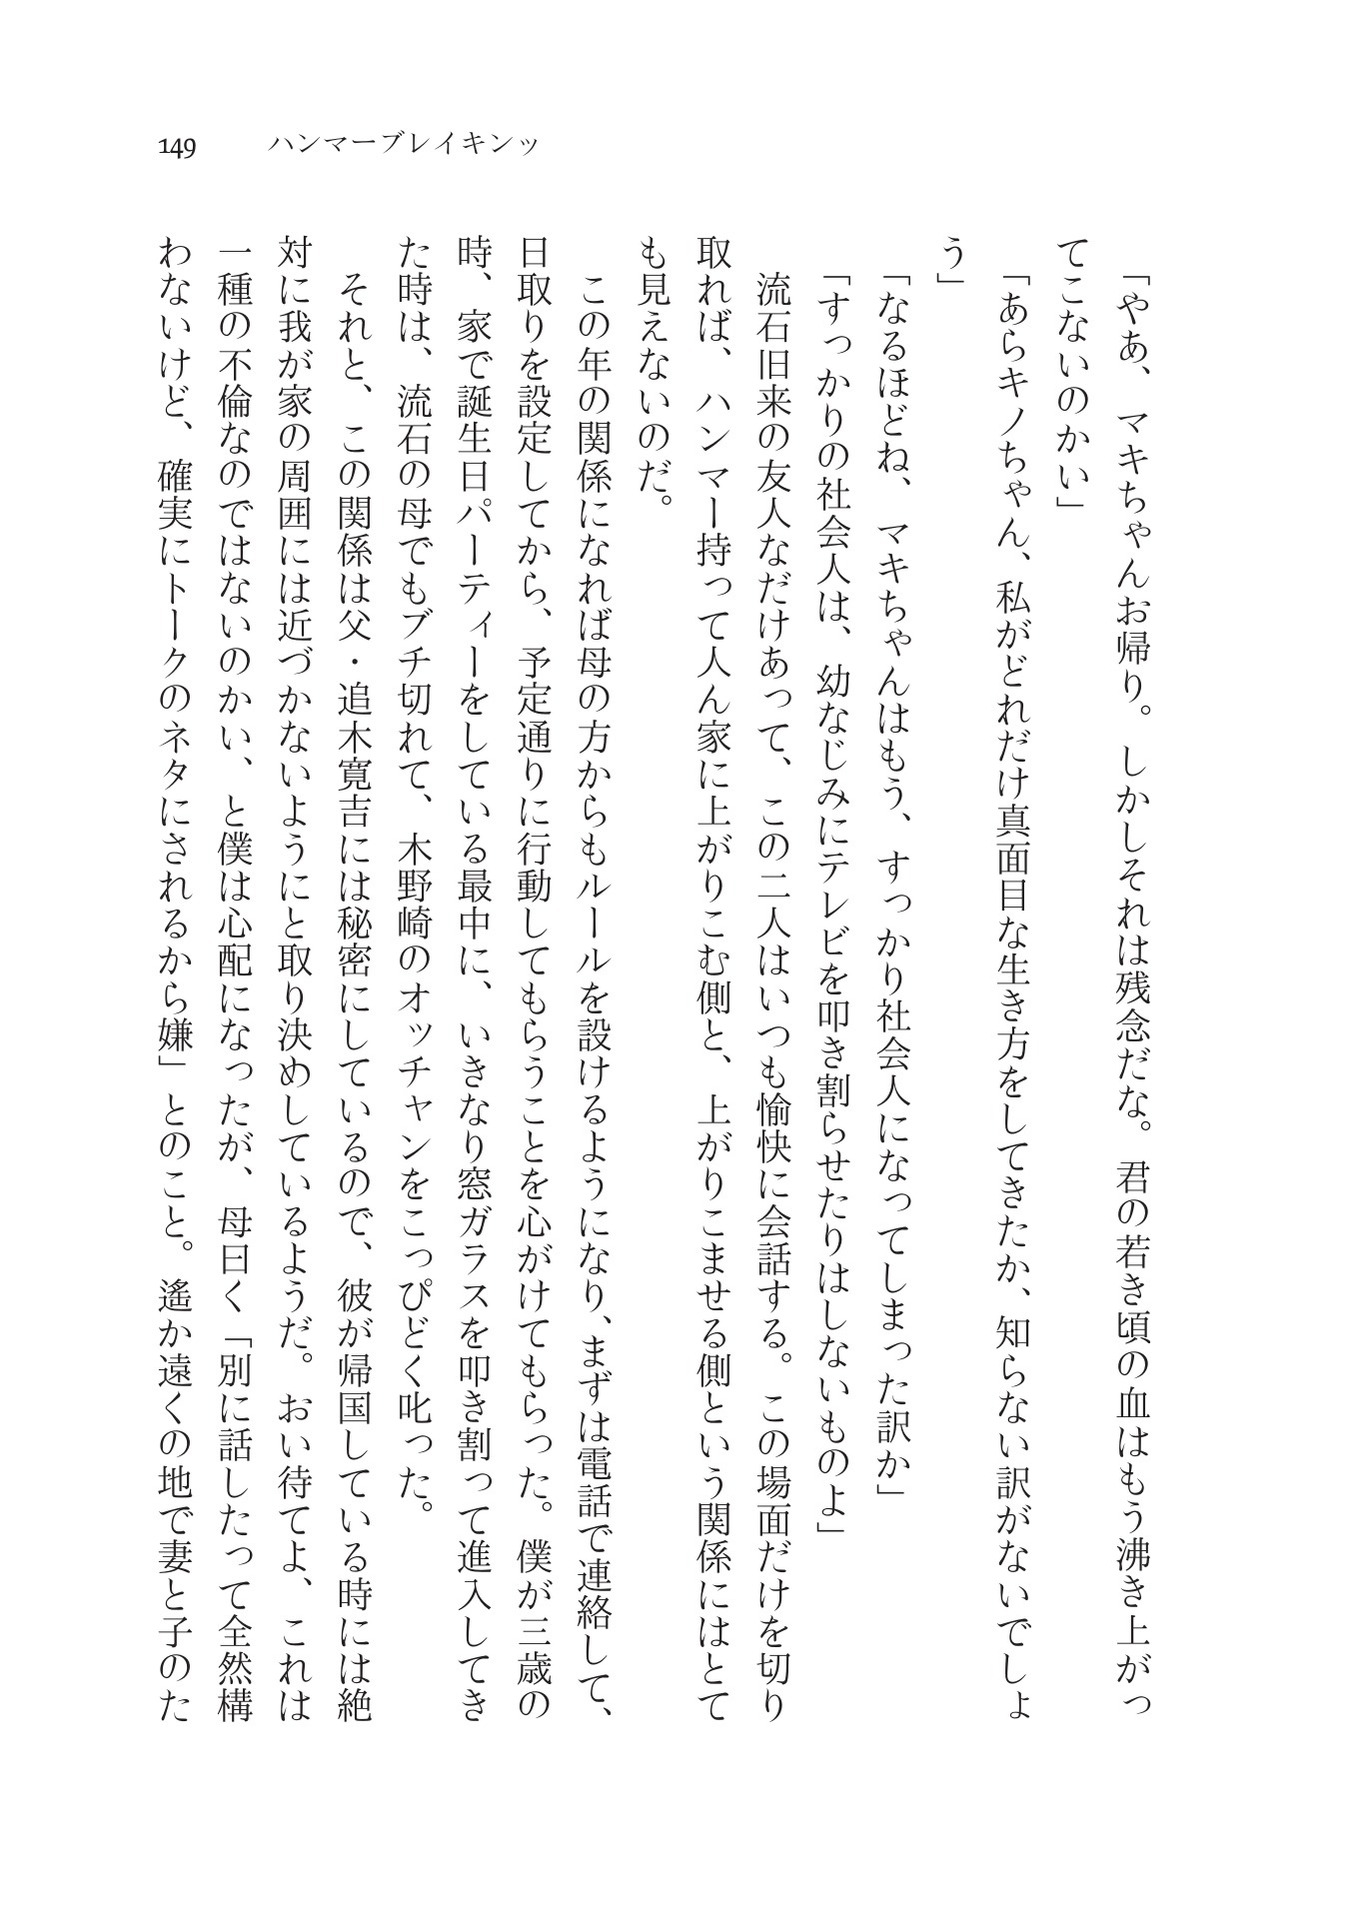 149 ハンマーブレイキンッ
「やあ、マキちゃんお帰り。しかしそれは残念だな。君の若き頃の血はもう沸き上がっ
てこないのかい」
「あらキノちゃん、私がどれだけ真面目な生き方をしてきたか、知らない訳がないでしょ
う」
「なるほどね、マキちゃんはもう、すっかり社会人になってしまった訳か」
「すっかりの社会人は、幼なじみにテレビを叩き割らせたりはしないものよ」
流石旧来の友人なだけあって、この二人はいつも愉快に会話する。この場面だけを切り
取れば、ハンマー持って人ん家に上がりこむ側と、上がりこませる側という関係にはとて
も見えないのだ。
この年の関係になれば母の方からもルールを設けるようになり、まずは電話で連絡して、
日取りを設定してから、予定通りに行動してもらうことを心がけてもらった。僕が三歳の
時、家で誕生日パーティーをしている最中に、いきなり窓ガラスを叩き割って進入してき
た時は、流石の母でもブチ切れて、木野崎のオッチャンをこっぴどく叱った。
それと、この関係は父・追木寛吉には秘密にしているので、彼が帰国している時には絶
対に我が家の周囲には近づかないようにと取り決めしているようだ。おい待てよ、これは
一種の不倫なのではないのかい、と僕は心配になったが、母曰く「別に話したって全然構
わないけど、確実にトークのネタにされるから嫌」とのこと。遙か遠くの地で妻と子のた